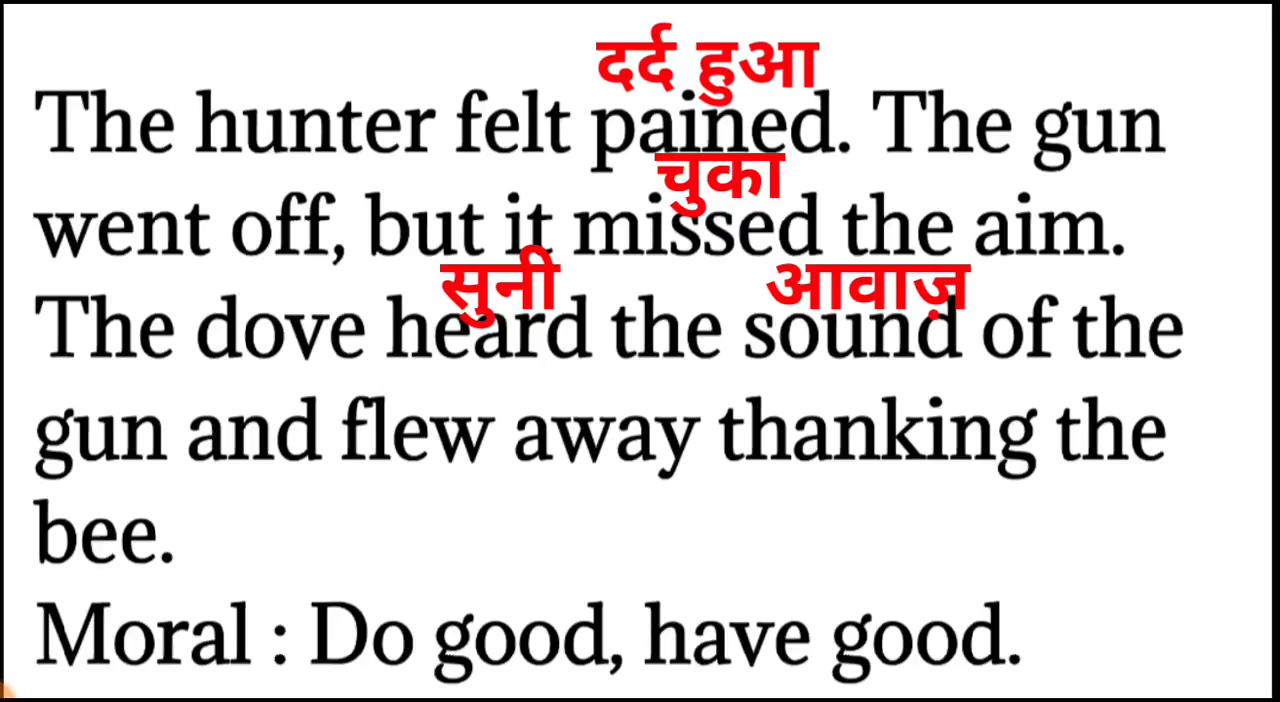 दर्द हुआ
The hunter felt pained. The gun
चुका
went off, but it missed the aim.
सुनी आवाज़
The dove heard the sound of the
gun and flew away thanking the
bee.
Moral : Do good, have good.